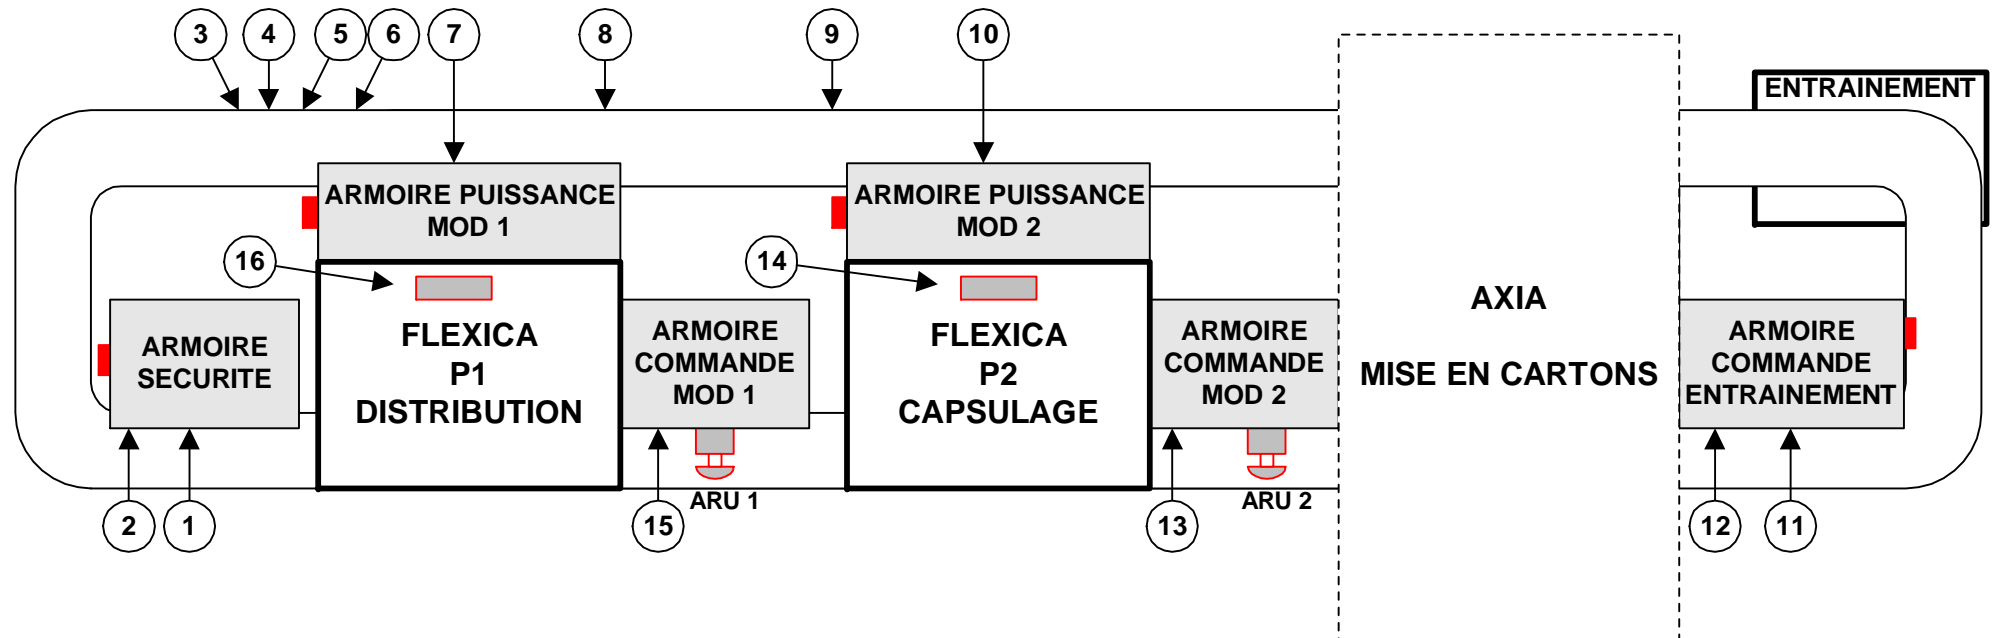 3
4
5
6
7
8
9
10
ENTRAINEMENT
ARMOIRE PUISSANCE
MOD 1
ARMOIRE PUISSANCE
MOD 2
16
14
ARMOIRE
SECURITE
FLEXICA
P1
DISTRIBUTION
ARMOIRE
COMMANDE
MOD 1
FLEXICA
P2
CAPSULAGE
ARMOIRE
COMMANDE
MOD 2
AXIA
MISE EN CARTONS
ARMOIRE
COMMANDE
ENTRAINEMENT
ARU 1
ARU 2
2
1
15
13
12
11